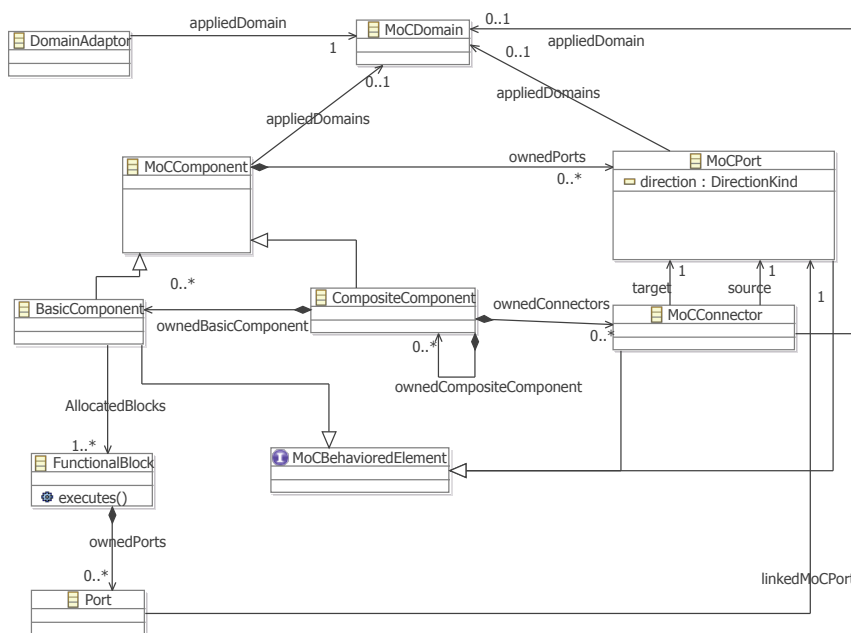 appliedDomain
0..1
DomainAdaptor
MoCDomain
1
0..1
appliedDomain
0..1
appliedDomains
appliedDomains
MoCComponent
ownedPorts
0..*
MoCPort
direction : DirectionKind
0..*
target
1
source
1
1
BasicComponent
CompositeComponent
ownedConnectors
MoCConnector
ownedBasicComponent
0..*
0..*
ownedCompositeComponent
AllocatedBlocks
1..*
FunctionalBlock
MoCBehavioredElement
executes()
ownedPorts
0..*
linkedMoCPort
Port